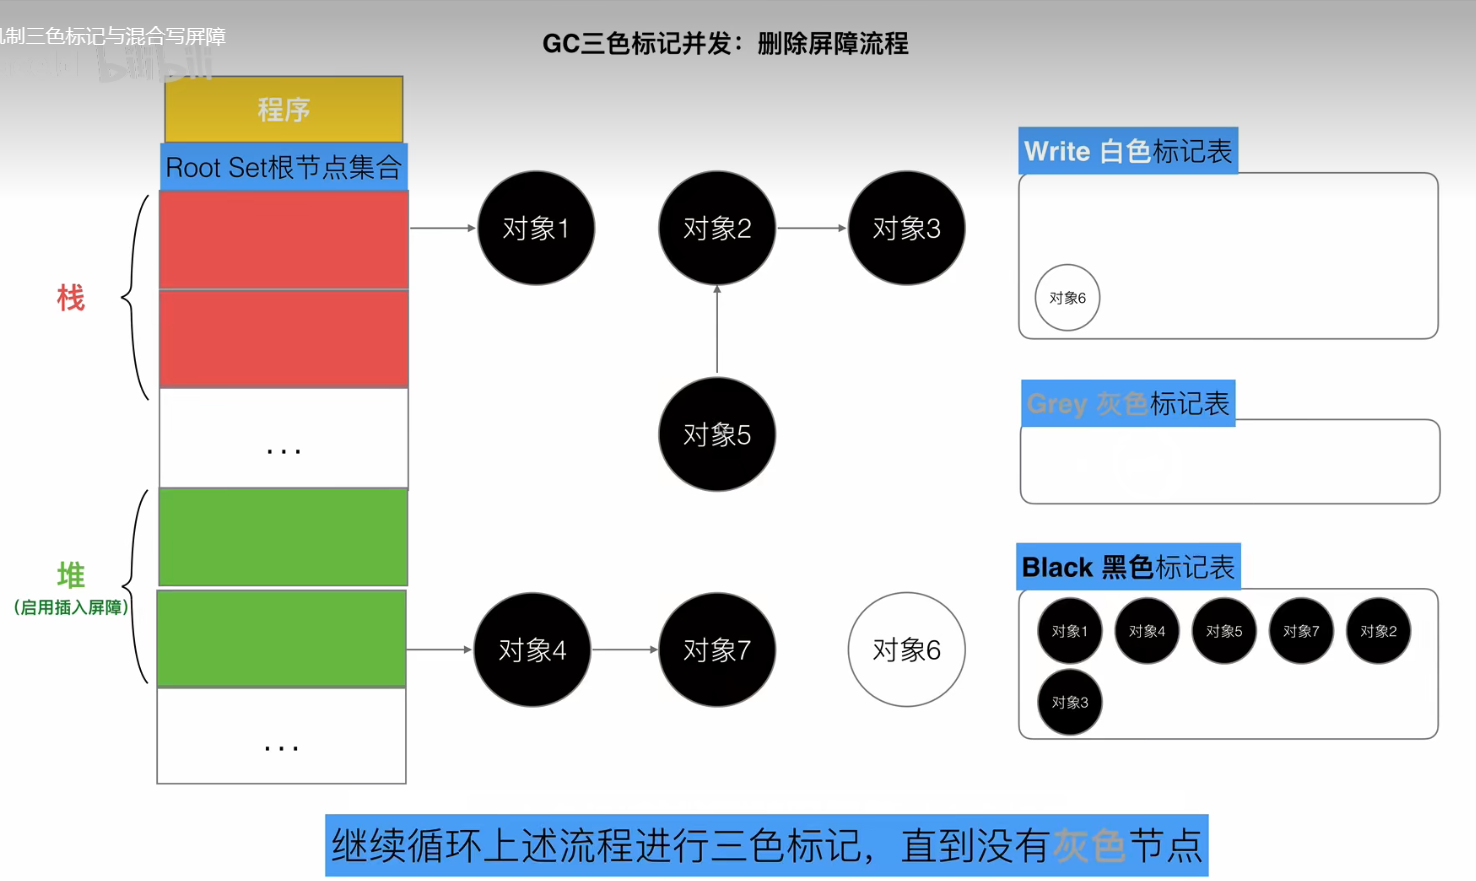 制三色标记与混合写屏障
bilibili
GC三色标记并发：删除屏障流程
程序
Root Set根节点集合
栈
...
堆
(启用插入屏障)
...
对象1
对象2
对象3
对象5
对象4
对象7
对象6
Write 白色标记表
对象6
Grey 灰色标记表
Black 黑色标记表
对象1 对象4 对象5 对象7 对象2
对象3
继续循环上述流程进行三色标记，直到没有灰色节点